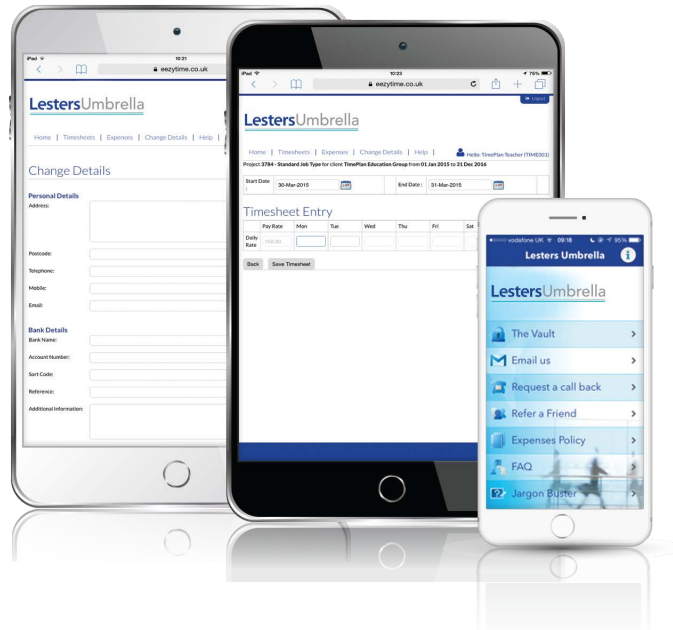 iPad
10:21
eezytime.co.uk
LestersUmbrella
Home | Timesheets | Expenses | Change Details | Help |
Change Details
Personal Details
Address:
Postcode:
Telephone:
Mobile:
Email:
Bank Details
Bank Name:
Account Number:
Sort Code:
Reference:
Additional Information:
iPad
10:23
75%
eezytime.co.uk
Logout
LestersUmbrella
Home | Timesheets | Expenses | Change Details | Help |
Hello: TimePlan Teacher (TIME001)
Project 3784 - Standard Job Type for client TimePlan Education Group from 01 Jan 2015 to 31 Dec 2016
Start Date : 30-Mar-2015 End Date : 31-Mar-2015
Timesheet Entry
Pay Rate Mon Tue Wed Thu Fri Sat
Daily Rate 150.00
Back Save Timesheet
vodafone UK 09:18 95%
Lesters Umbrella i
LestersUmbrella
The Vault
Email us
Request a call back
Refer a Friend
Expenses Policy
FAQ
Jargon Buster